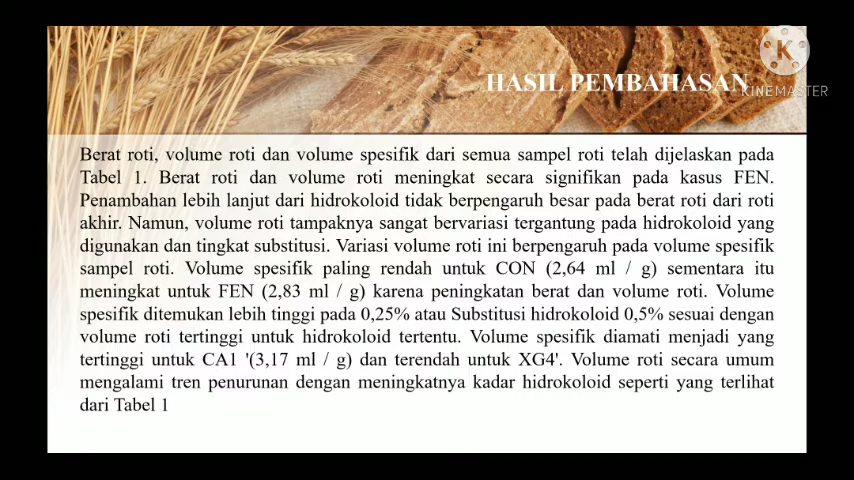 HASIL PEMBAHASAN
K
KINEMASTER
Berat roti, volume roti dan volume spesifik dari semua sampel roti telah dijelaskan pada
Tabel 1. Berat roti dan volume roti meningkat secara signifikan pada kasus FEN.
Penambahan lebih lanjut dari hidrokoloid tidak berpengaruh besar pada berat roti dari roti
akhir. Namun, volume roti tampaknya sangat bervariasi tergantung pada hidrokoloid yang
digunakan dan tingkat substitusi. Variasi volume roti ini berpengaruh pada volume spesifik
sampel roti. Volume spesifik paling rendah untuk CON (2,64 ml / g) sementara itu
meningkat untuk FEN (2,83 ml / g) karena peningkatan berat dan volume roti. Volume
spesifik ditemukan lebih tinggi pada 0,25% atau Substitusi hidrokoloid 0,5% sesuai dengan
volume roti tertinggi untuk hidrokoloid tertentu. Volume spesifik diamati menjadi yang
tertinggi untuk CA1 '(3,17 ml / g) dan terendah untuk XG4'. Volume roti secara umum
mengalami tren penurunan dengan meningkatnya kadar hidrokoloid seperti yang terlihat
dari Tabel 1